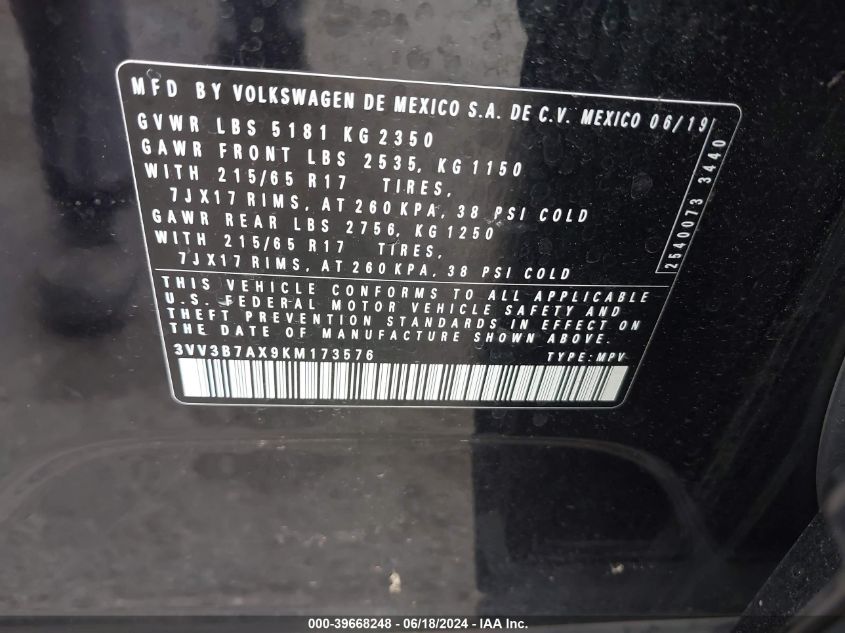 MFD BY VOLKSWAGEN DE MEXICO S.A. DE C.V. MEXICO 06/19
GVWR LBS 5181 KG 2350
GAWR FRONT LBS 2535, KG 1150
WITH 215/65 R17 TIRES,
7JX17 RIMS, AT 260 KPA, 38 PSI COLD
GAWR REAR LBS 2756, KG 1250
WITH 215/65 R17 TIRES,
7JX17 RIMS, AT 260 KPA, 38 PSI COLD
2540073 3440
THIS VEHICLE CONFORMS TO ALL APPLICABLE
U.S. FEDERAL MOTOR VEHICLE SAFETY AND
THEFT PREVENTION STANDARDS IN EFFECT ON
THE DATE OF MANUFACTURE SHOWN ABOVE.
3VV3B7AX9KM173576 TYPE: MPV
000-39668248 - 06/18/2024 - IAA Inc.